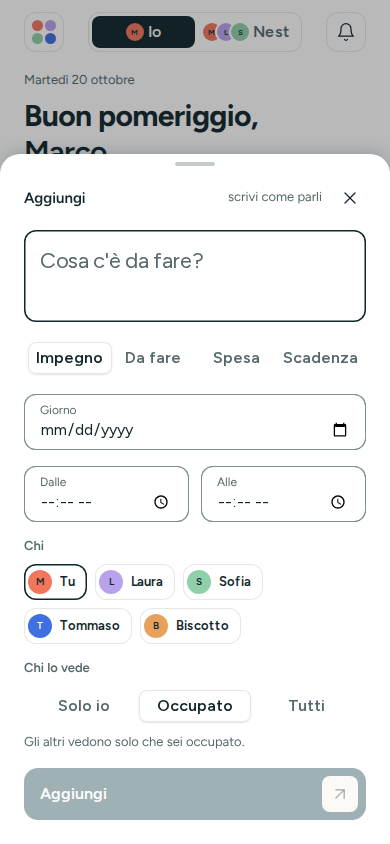 M Io
M L S Nest
Martedì 20 ottobre
Buon pomeriggio,
Marco
Aggiungi
scrivi come parli
Cosa c'è da fare?
Impegno Da fare Spesa Scadenza
Giorno
mm/dd/yyyy
Dalle Alle
--:-- -- --:-- --
Chi
M Tu L Laura S Sofia
T Tommaso B Biscotto
Chi lo vede
Solo io Occupato Tutti
Gli altri vedono solo che sei occupato.
Aggiungi